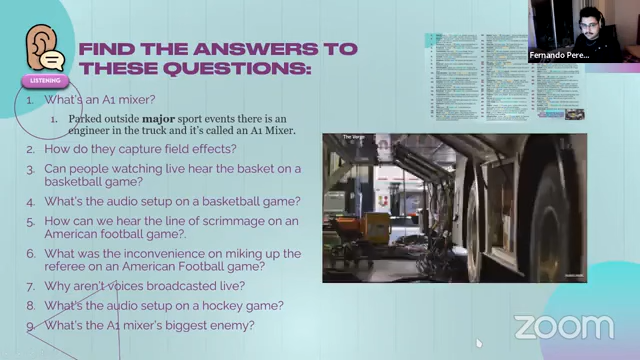 FIND THE ANSWERS TO
THESE QUESTIONS:
LISTENING
1. What's an A1 mixer?
1. Parked outside major sport events there is an
engineer in the truck and it's called an A1 Mixer.
2. How do they capture field effects?
3. Can people watching live hear the basket on a
basketball game?
4. What's the audio setup on a basketball game?
5. How can we hear the line of scrimmage on an
American football game?.
6. What was the inconvenience on miking up the
referee on an American Football game?
7. Why aren't voices broadcasted live?
8. What's the audio setup on a hockey game?
9. What's the A1 mixer's biggest enemy?
The Verge
Fernando Pere...
zoom